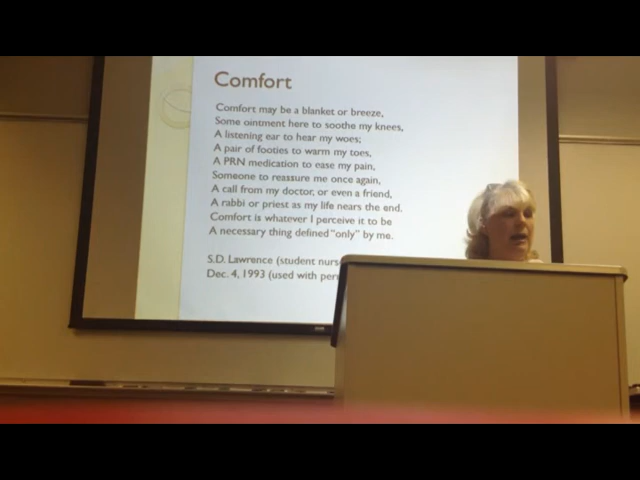 Comfort
Comfort may be a blanket or breeze,
Some ointment here to soothe my knees,
A listening ear to hear my woes;
A pair of footies to warm my toes,
A PRN medication to ease my pain,
Someone to reassure me once again,
A call from my doctor, or even a friend,
A rabbi or priest as my life nears the end.
Comfort is whatever I perceive it to be
A necessary thing defined "only" by me.
S.D. Lawrence (student
Dec. 4, 1993 (used with